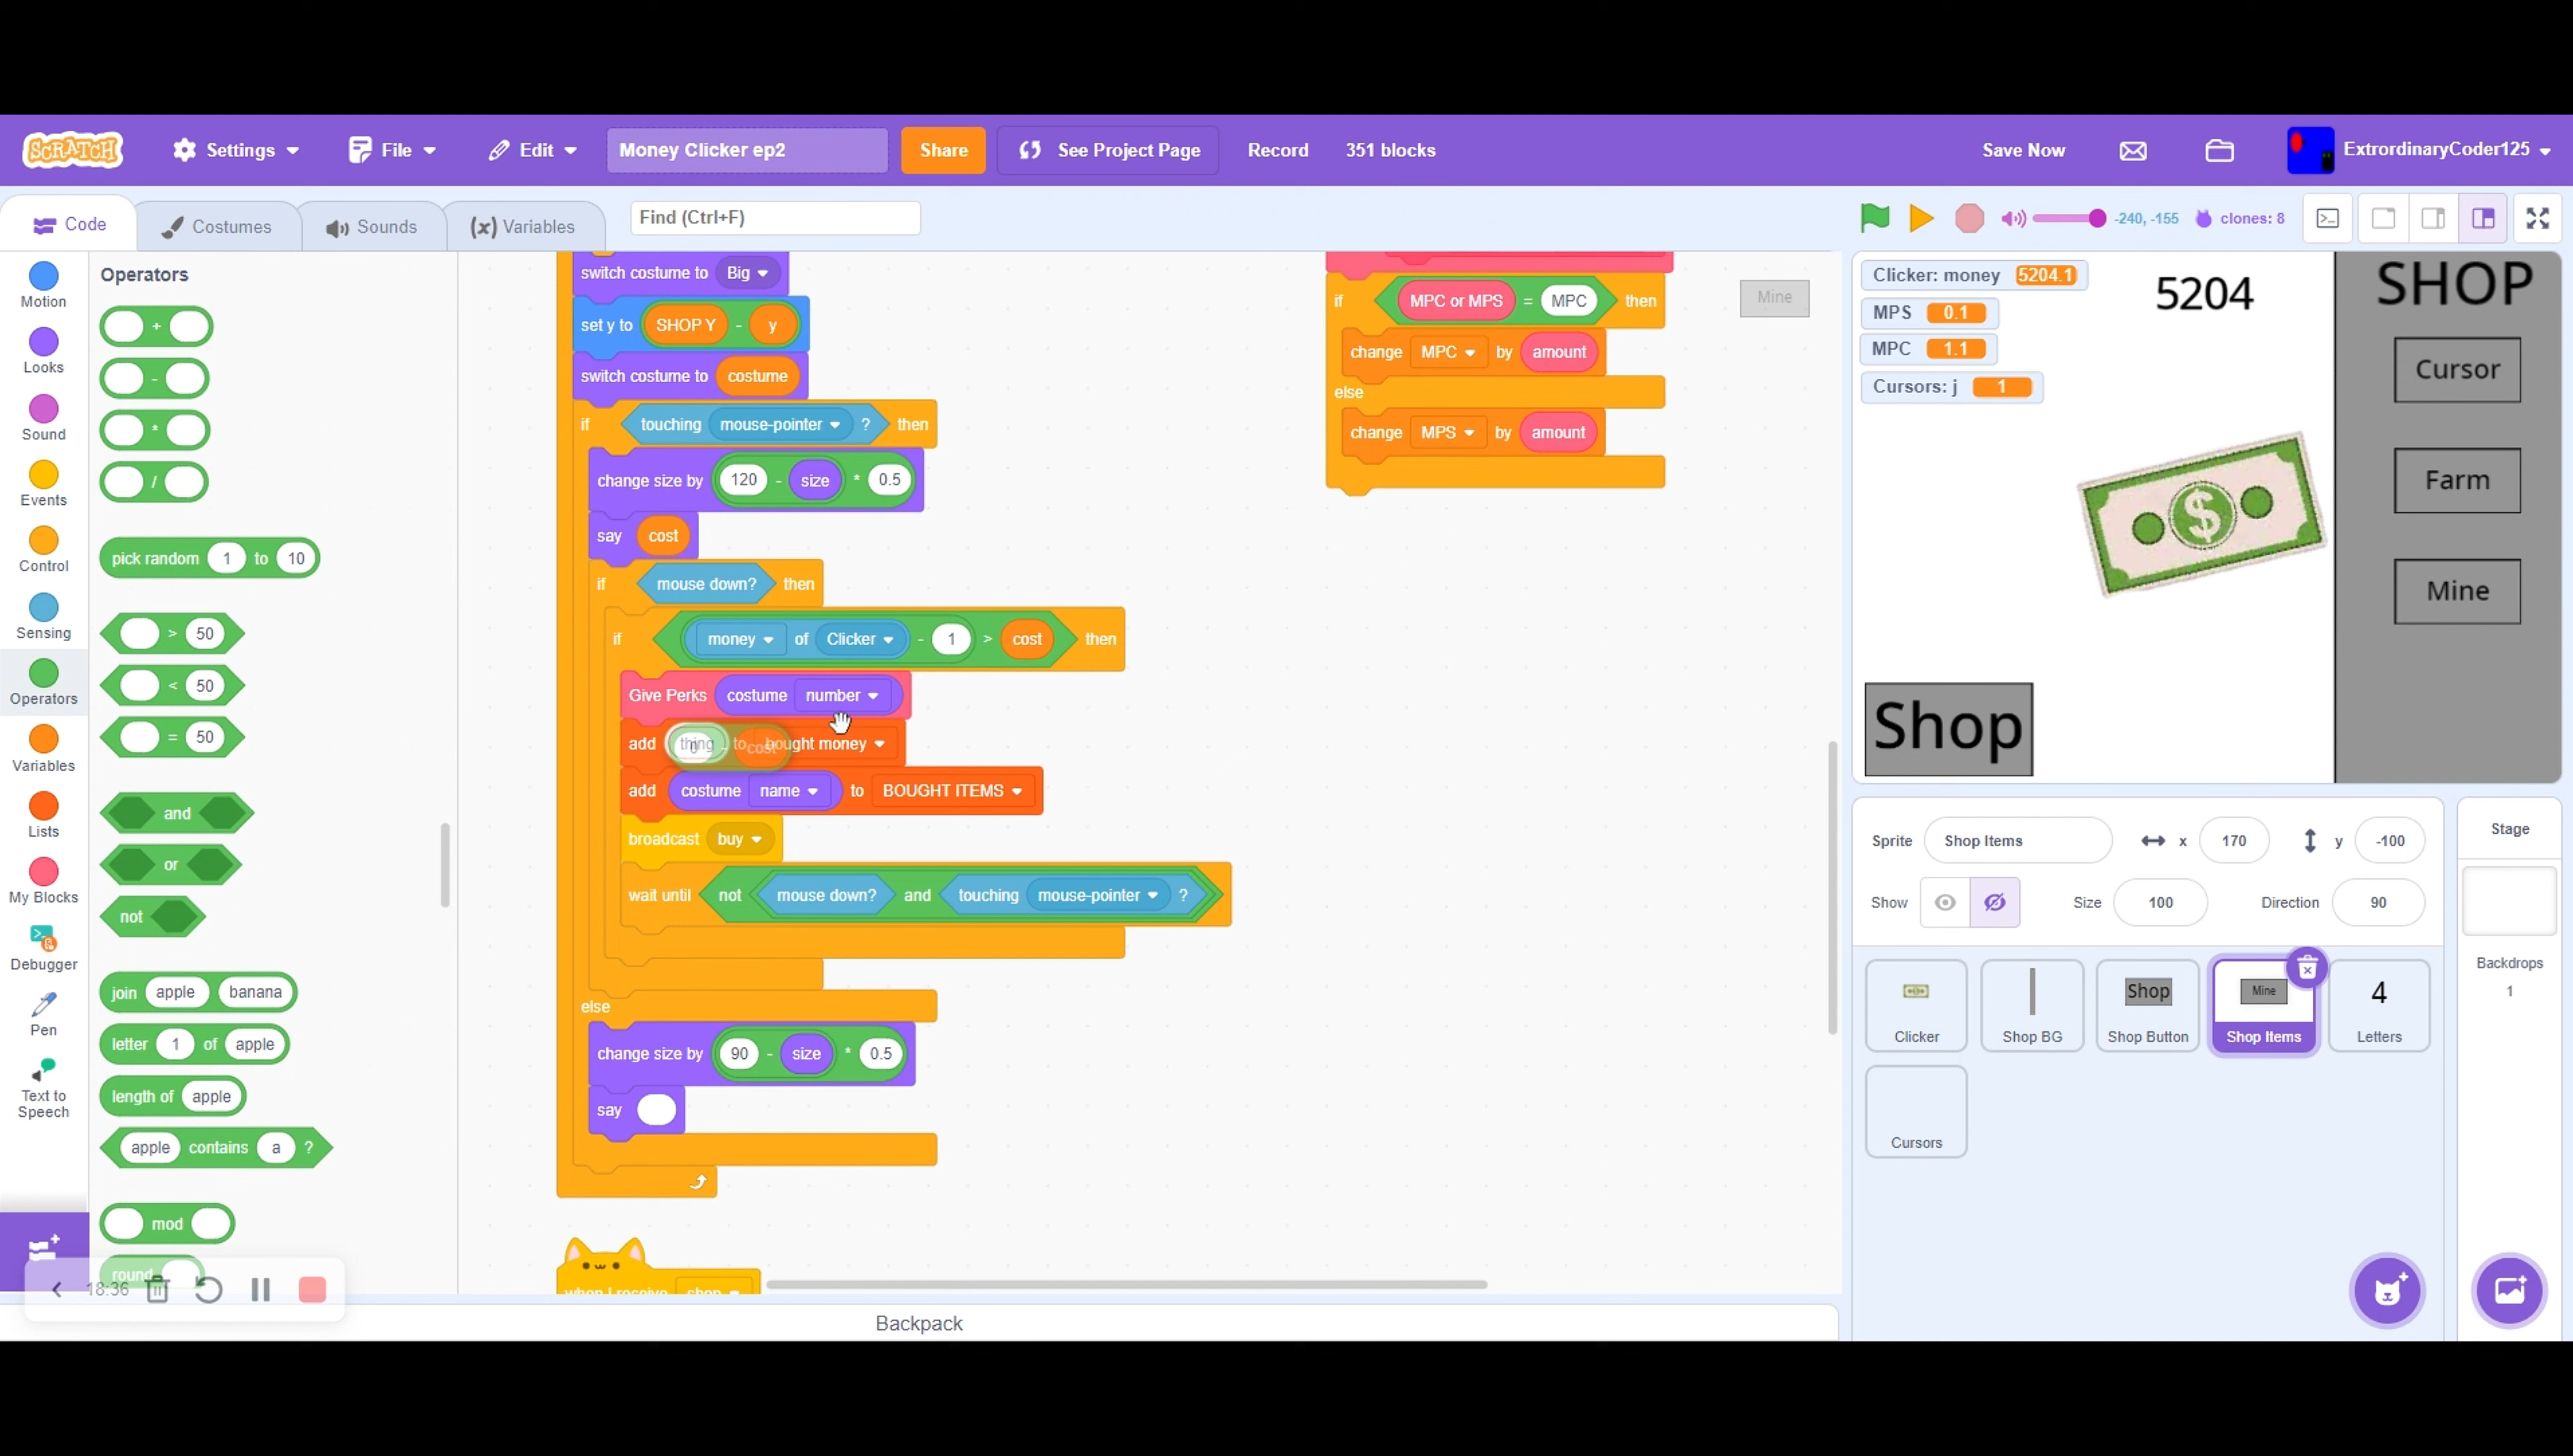 SCRATCH Settings File Edit Money Clicker ep2 Share See Project Page Record 351 blocks Save Now ExtrordinaryCoder125
Code Costumes Sounds (x) Variables Find (Ctrl+F) -240, -155 clones: 8
Motion
Looks
Sound
Events
Control
Sensing
Operators
Variables
Lists
My Blocks
Debugger
Pen
Text to
Speech
Operators
+
-
*
/
pick random 1 to 10
> 50
< 50
= 50
and
or
not
join apple banana
letter 1 of apple
length of apple
apple contains a ?
mod
round
18:36
switch costume to Big
set y to SHOP Y - y
switch costume to costume
if touching mouse-pointer ? then
change size by 120 - size * 0.5
say cost
if mouse down? then
if money of Clicker - 1 > cost then
Give Perks costume number
add thing to bought money
0 - cost
add costume name to BOUGHT ITEMS
broadcast buy
wait until not mouse down? and touching mouse-pointer ?
else
change size by 90 - size * 0.5
say
when I receive shop
if MPC or MPS = MPC then
change MPC by amount
else
change MPS by amount
Mine
Backpack
Clicker: money 5204.1
MPS 0.1
MPC 1.1
Cursors: j 1
5204
SHOP
Cursor
Farm
Mine
$
Shop
Sprite Shop Items x 170 y -100
Show Size 100 Direction 90
Clicker
Shop
Shop BG
Shop Button
Mine
Shop Items
4
Letters
Cursors
Stage
Backdrops
1